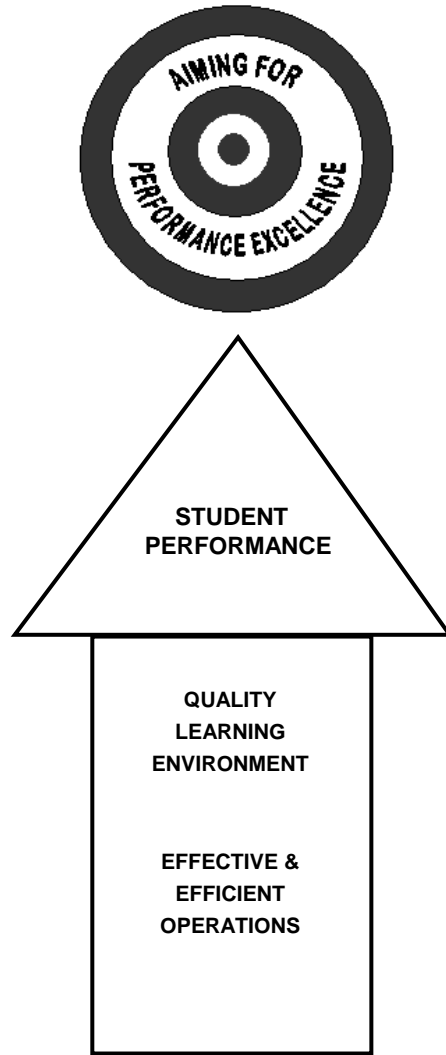 AIMING FOR
PERFORMANCE EXCELLENCE
STUDENT
PERFORMANCE
QUALITY
LEARNING
ENVIRONMENT
EFFECTIVE &
EFFICIENT
OPERATIONS